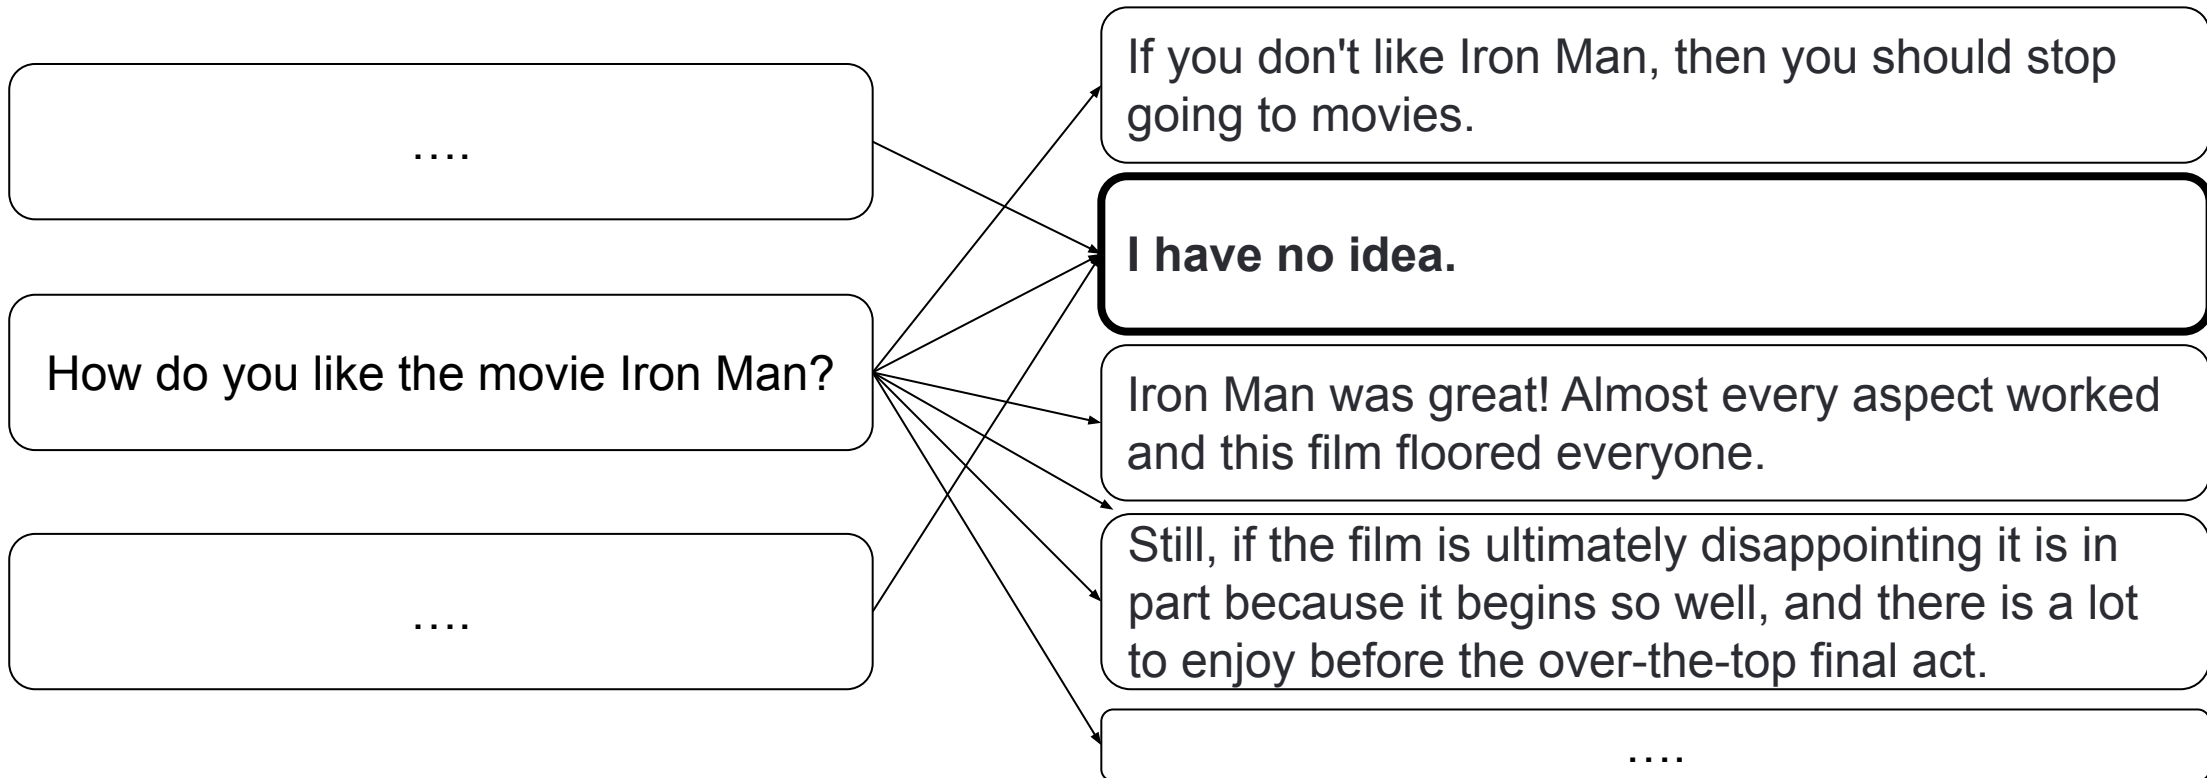 ….
How do you like the movie Iron Man?
….
If you don't like Iron Man, then you should stop
going to movies.
I have no idea.
Iron Man was great! Almost every aspect worked
and this film floored everyone.
Still, if the film is ultimately disappointing it is in
part because it begins so well, and there is a lot
to enjoy before the over-the-top final act.
….